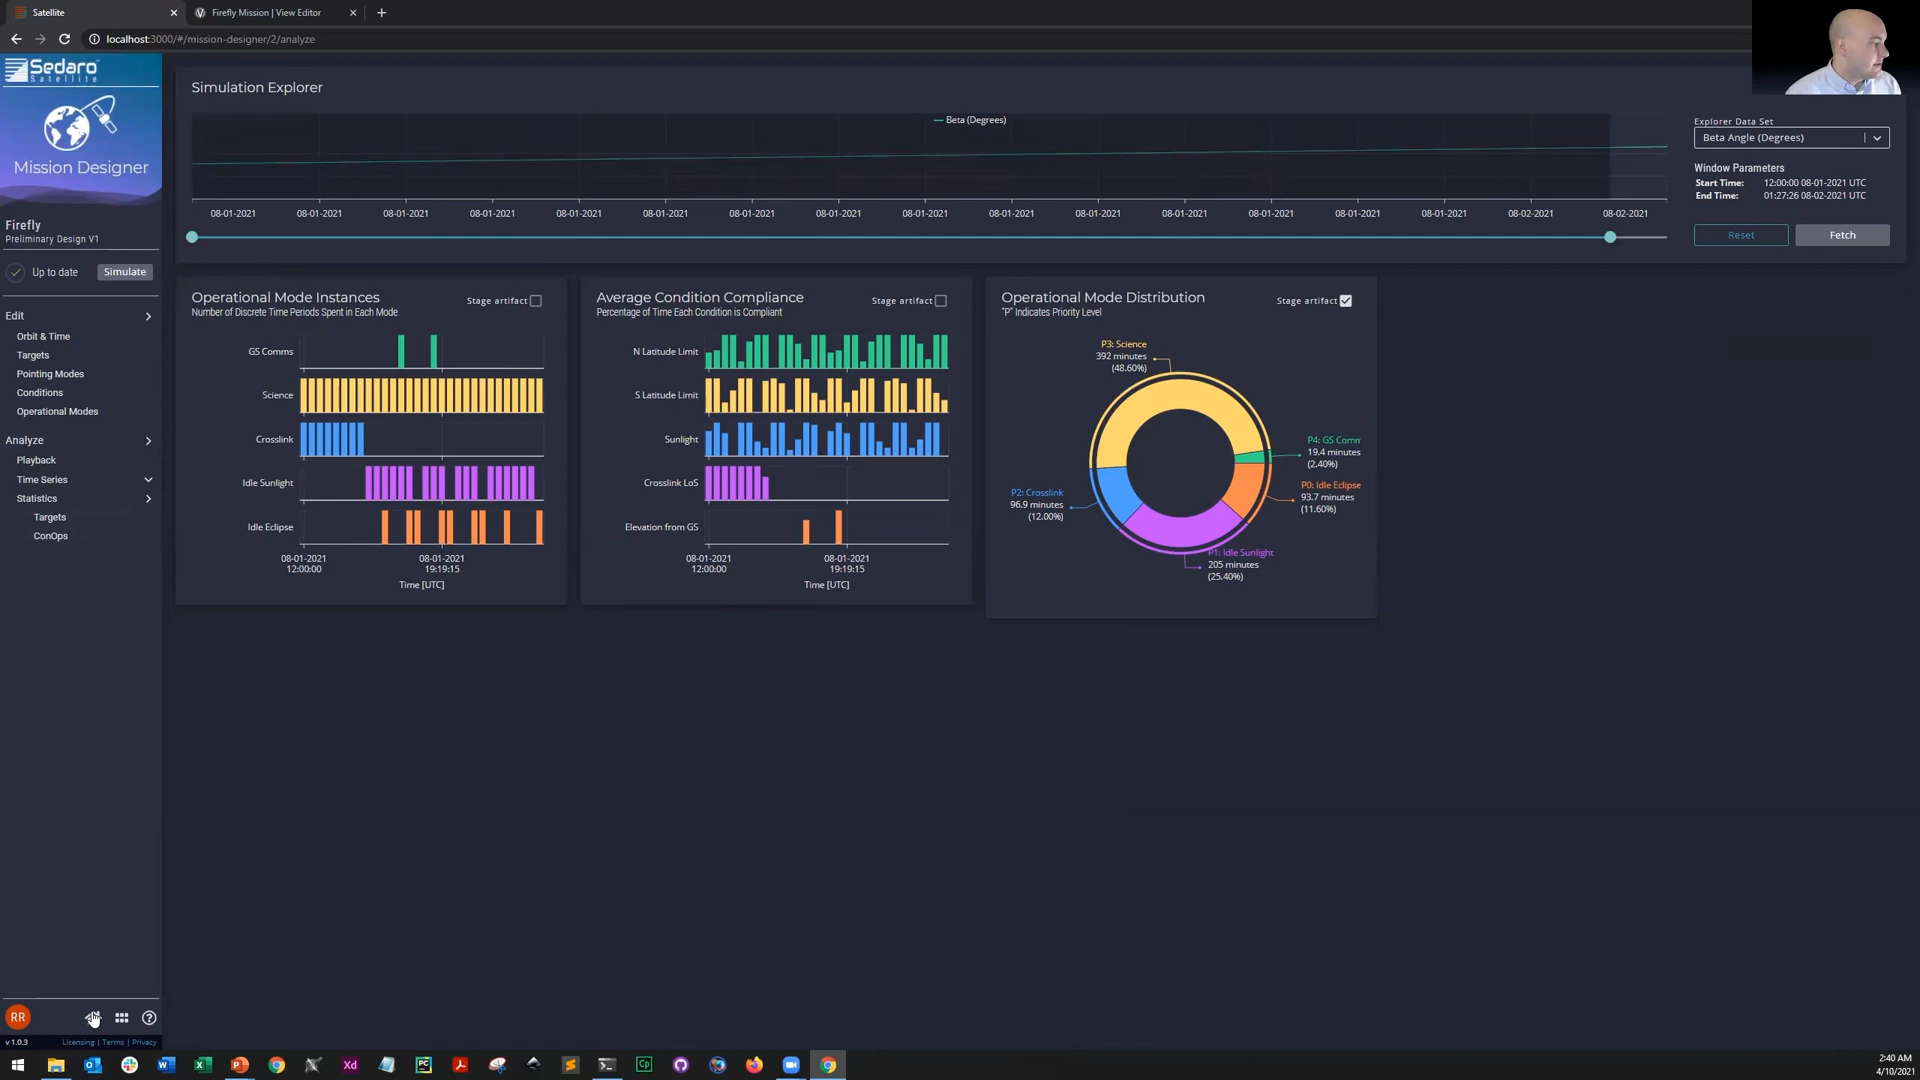 Satellite
Firefly Mission | View Editor
localhost:3000/#/mission-designer/2/analyze
Sedaro
Satellite
Mission Designer
Firefly
Preliminary Design V1
Up to date
Simulate
Edit
Orbit & Time
Targets
Pointing Modes
Conditions
Operational Modes
Analyze
Playback
Time Series
Statistics
Targets
ConOps
RR
v 1.0.3
Licensing | Terms | Privacy
Simulation Explorer
Beta (Degrees)
08-01-2021 08-01-2021 08-01-2021 08-01-2021 08-01-2021 08-01-2021 08-01-2021 08-01-2021 08-01-2021 08-01-2021 08-01-2021 08-01-2021 08-01-2021 08-01-2021 08-01-2021 08-02-2021 08-02-2021
Explorer Data Set
Beta Angle (Degrees)
Window Parameters
Start Time: 12:00:00 08-01-2021 UTC
End Time: 01:27:26 08-02-2021 UTC
Reset
Fetch
Operational Mode Instances
Number of Discrete Time Periods Spent in Each Mode
Stage artifact
GS Comms
Science
Crosslink
Idle Sunlight
Idle Eclipse
08-01-2021 08-01-2021
12:00:00 19:19:15
Time [UTC]
Average Condition Compliance
Percentage of Time Each Condition is Compliant
Stage artifact
N Latitude Limit
S Latitude Limit
Sunlight
Crosslink LoS
Elevation from GS
08-01-2021 08-01-2021
12:00:00 19:19:15
Time [UTC]
Operational Mode Distribution
"P" Indicates Priority Level
Stage artifact
P3: Science
392 minutes
(48.60%)
P4: GS Comn
19.4 minutes
(2.40%)
P0: Idle Eclipse
93.7 minutes
(11.60%)
P2: Crosslink
96.9 minutes
(12.00%)
P1: Idle Sunlight
205 minutes
(25.40%)
Xd
PC
Cp
2:40 AM
4/10/2021